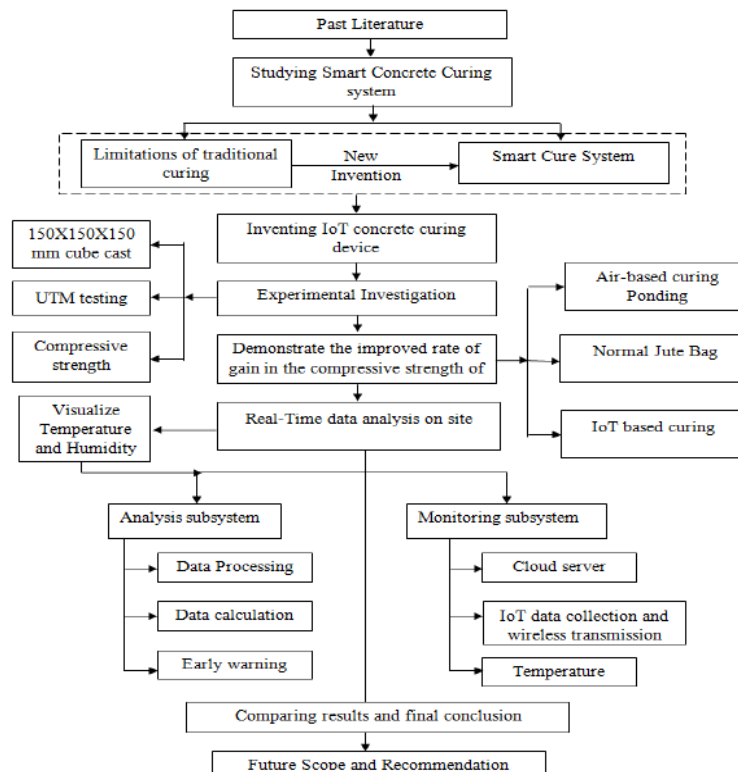 Past Literature
Studying Smart Concrete Curing
system
Limitations of traditional
curing
New
Invention
Smart Cure System
Inventing IoT concrete curing
device
150X150X150
mm cube cast
UTM testing
Compressive
strength
Experimental Investigation
Demonstrate the improved rate of
gain in the compressive strength of
Air-based curing
Ponding
Normal Jute Bag
IoT based curing
Visualize
Temperature
and Humidity
Real-Time data analysis on site
Analysis subsystem
Monitoring subsystem
Data Processing
Data calculation
Early warning
Cloud server
IoT data collection and
wireless transmission
Temperature
Comparing results and final conclusion
Future Scope and Recommendation